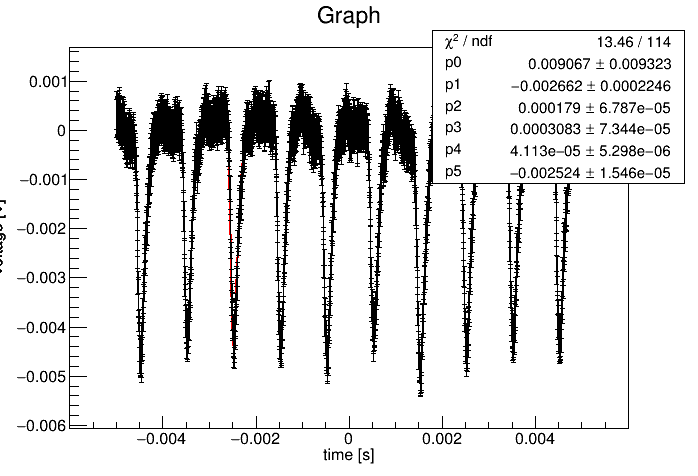 Graph
χ² / ndf 13.46 / 114
p0 0.009067 ± 0.009323
p1 −0.002662 ± 0.0002246
p2 0.000179 ± 6.787e−05
p3 0.0003083 ± 7.344e−05
p4 4.113e−05 ± 5.298e−06
p5 −0.002524 ± 1.546e−05
0.001
0
−0.001
−0.002
−0.003
−0.004
−0.005
−0.006
−0.004 −0.002 0 0.002 0.004
time [s]